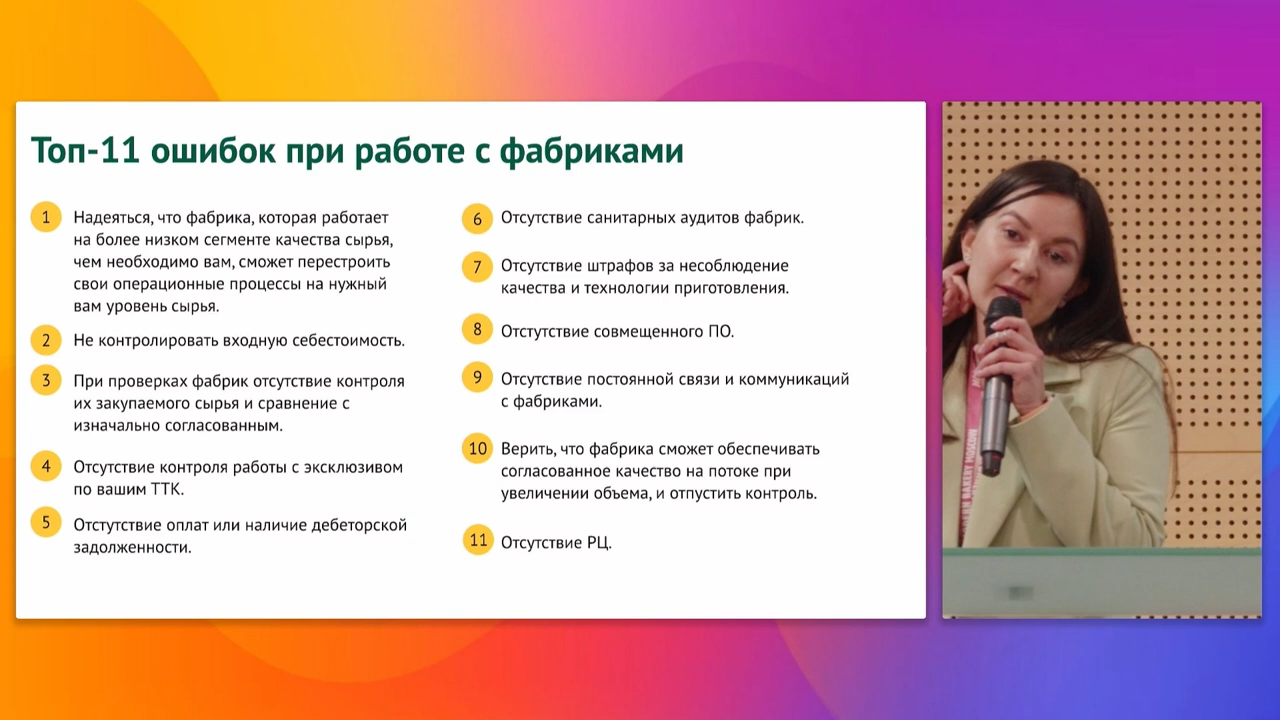 Топ-11 ошибок при работе с фабриками
1
Надеяться, что фабрика, которая работает
на более низком сегменте качества сырья,
чем необходимо вам, сможет перестроить
свои операционные процессы на нужный
вам уровень сырья.
2
Не контролировать входную себестоимость.
3
При проверках фабрик отсутствие контроля
их закупаемого сырья и сравнение с
изначально согласованным.
4
Отсутствие контроля работы с эксклюзивом
по вашим ТТК.
5
Отстутствие оплат или наличие дебеторской
задолженности.
6
Отсутствие санитарных аудитов фабрик.
7
Отсутствие штрафов за несоблюдение
качества и технологии приготовления.
8
Отстутствие совмещенного ПО.
9
Отсутствие постоянной связи и коммуникаций
с фабриками.
10
Верить, что фабрика сможет обеспечивать
согласованное качество на потоке при
увеличении объема, и отпустить контроль.
11
Отсутствие РЦ.
BAKERY MOSCOW